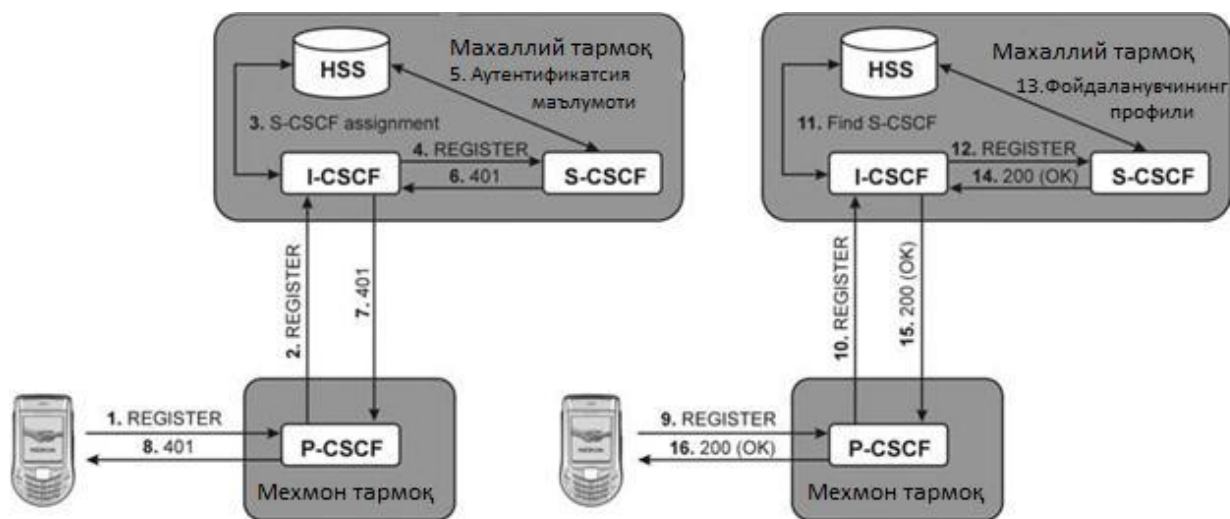 Махаллий тармоқ
HSS
5. Аутентификатсия
маълумоти
3. S-CSCF assignment
4. REGISTER
I-CSCF
6. 401
S-CSCF
2. REGISTER
7. 401
1. REGISTER
8. 401
P-CSCF
Мехмон тармоқ
Махаллий тармоқ
HSS
13.Фойдаланувчининг
профили
11. Find S-CSCF
12. REGISTER
I-CSCF
14. 200 (OK)
S-CSCF
10. REGISTER
15. 200 (OK)
9. REGISTER
16. 200 (OK)
P-CSCF
Мехмон тармоқ